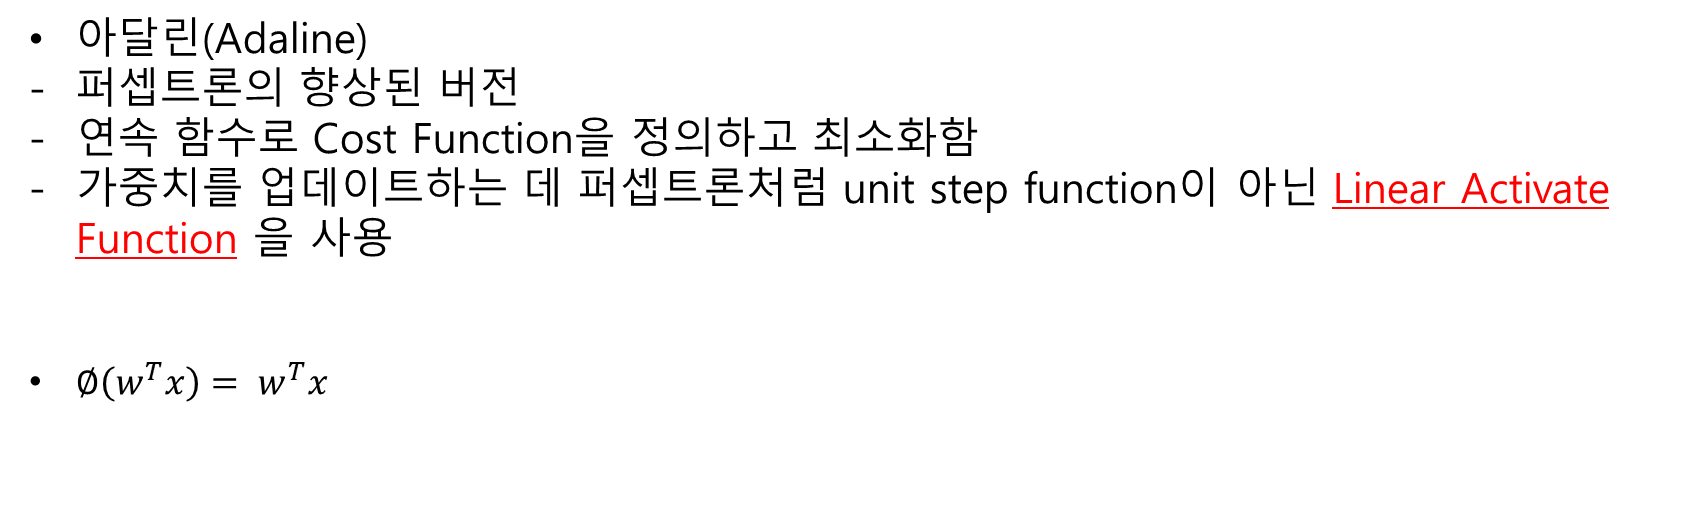 • 아달린(Adaline)
- 퍼셉트론의 향상된 버전
- 연속 함수로 Cost Function을 정의하고 최소화함
- 가중치를 업데이트하는 데 퍼셉트론처럼 unit step function이 아닌 Linear Activate
Function 을 사용
• ∅(𝑤ᵀ𝑥) = 𝑤ᵀ𝑥